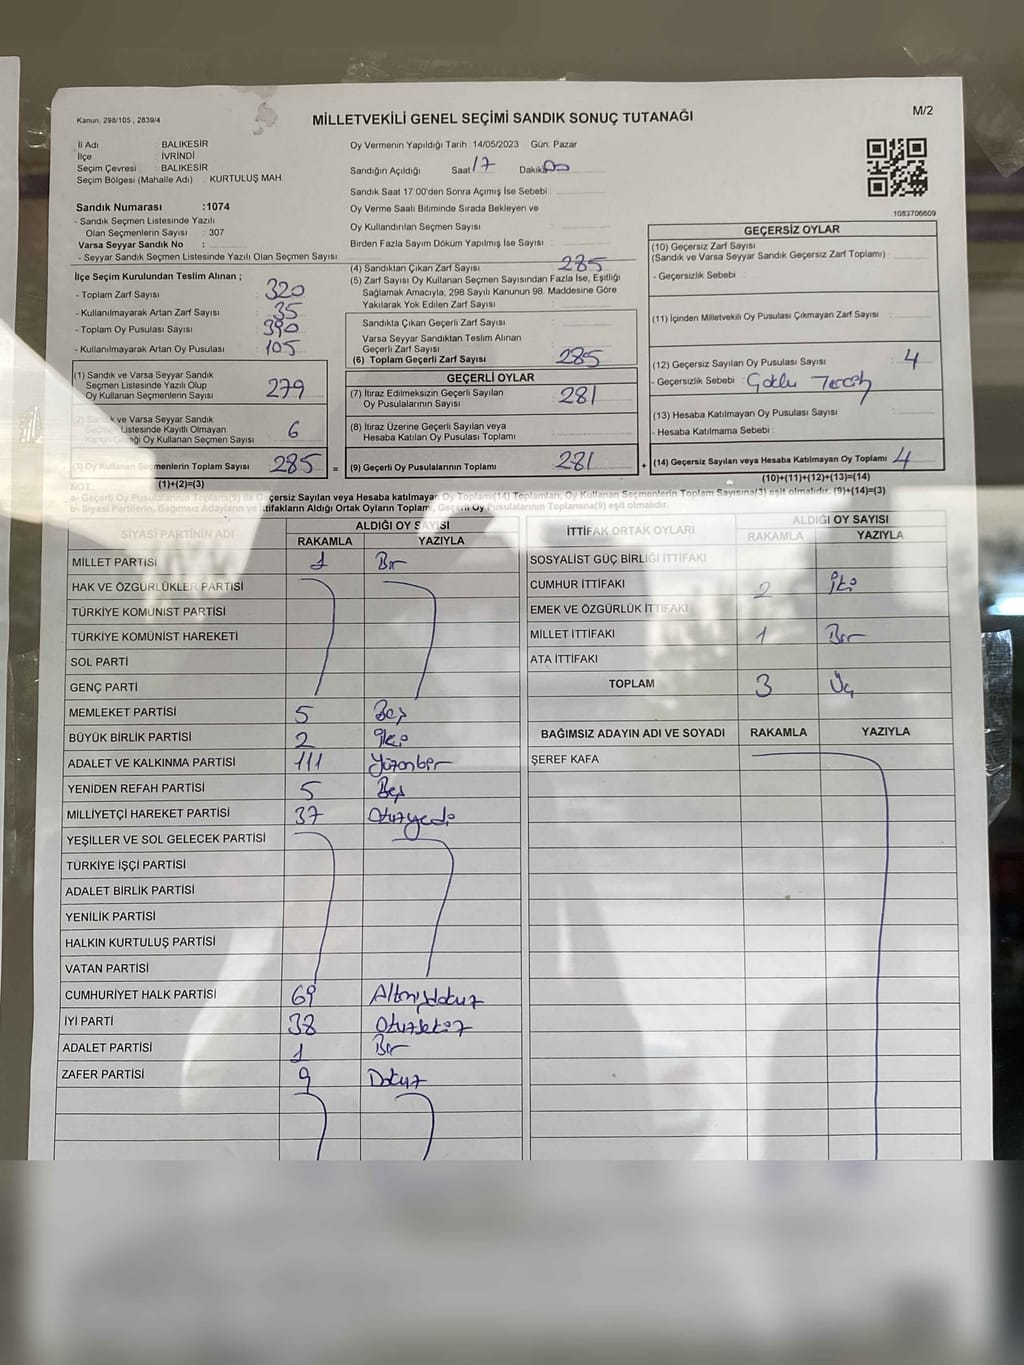 Kanun, 298/105 , 2839/4
MİLLETVEKİLİ GENEL SEÇİMİ SANDIK SONUÇ TUTANAĞI
M/2
İl Adı : BALIKESİR
İlçe : İVRİNDİ
Seçim Çevresi : BALIKESİR
Seçim Bölgesi (Mahalle Adı) : KURTULUŞ MAH.
Sandık Numarası :1074
- Sandık Seçmen Listesinde Yazılı
Olan Seçmenlerin Sayısı : 307
Varsa Seyyar Sandık No :
- Seyyar Sandık Seçmen Listesinde Yazılı Olan Seçmen Sayısı:
Oy Vermenin Yapıldığı Tarih : 14/05/2023 Gün: Pazar
Sandığın Açıldığı Saat 17 Dakika 00
Sandık Saat 17:00'den Sonra Açımış İse Sebebi :
Oy Verme Saati Bitiminde Sırada Bekleyen ve
Oy Kullandırılan Seçmen Sayısı :
Birden Fazla Sayım Döküm Yapılmış İse Sayısı :
1083706609
İlçe Seçim Kurulundan Teslim Alınan ;
- Toplam Zarf Sayısı 320
- Kullanılmayarak Artan Zarf Sayısı : 35
- Toplam Oy Pusulası Sayısı 390
- Kullanılmayarak Artan Oy Pusulası : 105
(1) Sandık ve Varsa Seyyar Sandık
Seçmen Listesinde Yazılı Olup
Oy Kullanan Seçmenlerin Sayısı 279
ve Varsa Seyyar Sandık
Listesinde Kayıtlı Olmayan
Oy Kullanan Seçmen Sayısı : 6
(3) Oy Kullanan Seçmenlerin Toplam Sayısı : 285 =
(1)+(2)=(3)
(4) Sandıktan Çıkan Zarf Sayısı 285
(5) Zarf Sayısı Oy Kullanan Seçmen Sayısından Fazla İse, Eşitliği
Sağlamak Amacıyla; 298 Sayılı Kanunun 98. Maddesine Göre
Yakılarak Yok Edilen Zarf Sayısı :
Sandıkla Çıkan Geçerli Zarf Sayısı :
Varsa Seyyar Sandıktan Teslim Alınan
Geçerli Zarf Sayısı :
(6) Toplam Geçerli Zarf Sayısı : 285
GEÇERLİ OYLAR
(7) İtiraz Edilmeksizin Geçerli Sayılan
Oy Pusulalarının Sayısı : 281
(8) İtiraz Üzerine Geçerli Sayılan veya
Hesaba Katılan Oy Pusulası Toplamı :
(9) Geçerli Oy Pusulalarının Toplamı : 281 +
GEÇERSİZ OYLAR
(10) Geçersiz Zarf Sayısı
(Sandık ve Varsa Seyyar Sandık Geçersiz Zarf Toplamı) :
- Geçersizlik Sebebi :
(11) İçinden Milletvekili Oy Pusulası Çıkmayan Zarf Sayısı :
(12) Geçersiz Sayılan Oy Pusulası Sayısı : 4
- Geçersizlik Sebebi : Çoklu Tercih
(13) Hesaba Katılmayan Oy Pusulası Sayısı :
- Hesaba Katılmama Sebebi :
(14) Geçersiz Sayılan veya Hesaba Katılmayan Oy Toplamı : 4
(10)+(11)+(12)+(13)=(14)
NOT:
a- Geçerli Oy Pusulalarının Toplamı(9) ile Geçersiz Sayılan veya Hesaba katılmayan Oy Toplamı(14) Toplamları, Oy Kullanan Seçmenlerin Toplam Sayısına(3) eşit olmalıdır. (9)+(14)=(3)
b- Siyasi Partilerin, Bağımsız Adayların ve İttifakların Aldığı Ortak Oyların Toplamı, Geçerli Oy Pusulalarının Toplamına(9) eşit olmalıdır.
SİYASİ PARTİNİN ADI ALDIĞI OY SAYISI
RAKAMLA YAZIYLA
MİLLET PARTİSİ 1 Bir
HAK VE ÖZGÜRLÜKLER PARTİSİ
TÜRKİYE KOMÜNİST PARTİSİ
TÜRKİYE KOMÜNİST HAREKETİ
SOL PARTİ
GENÇ PARTİ
MEMLEKET PARTİSİ 5 Beş
BÜYÜK BİRLİK PARTİSİ 2 İki
ADALET VE KALKINMA PARTİSİ 111 Yüzonbir
YENİDEN REFAH PARTİSİ 5 Beş
MİLLİYETÇİ HAREKET PARTİSİ 37 Otuzyedi
YEŞİLLER VE SOL GELECEK PARTİSİ
TÜRKİYE İŞÇİ PARTİSİ
ADALET BİRLİK PARTİSİ
YENİLİK PARTİSİ
HALKIN KURTULUŞ PARTİSİ
VATAN PARTİSİ
CUMHURİYET HALK PARTİSİ 69 Altmışdokuz
İYİ PARTİ 38 Otuzsekiz
ADALET PARTİSİ 1 Bir
ZAFER PARTİSİ 9 Dokuz
İTTİFAK ORTAK OYLARI ALDIĞI OY SAYISI
RAKAMLA YAZIYLA
SOSYALİST GÜÇ BİRLİĞİ İTTİFAKI
CUMHUR İTTİFAKI 2 İki
EMEK VE ÖZGÜRLÜK İTTİFAKI
MİLLET İTTİFAKI 1 Bir
ATA İTTİFAKI
TOPLAM 3 Üç
BAĞIMSIZ ADAYIN ADI VE SOYADI RAKAMLA YAZIYLA
ŞEREF KAFA